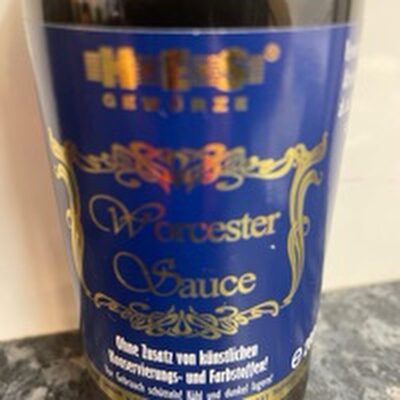 GEWÜRZE
Worcester
Sauce
Ohne Zusatz von künstlichen
Konservierungs- und Farbstoffen!
Vor Gebrauch schütteln! Kühl und dunkel lagern!